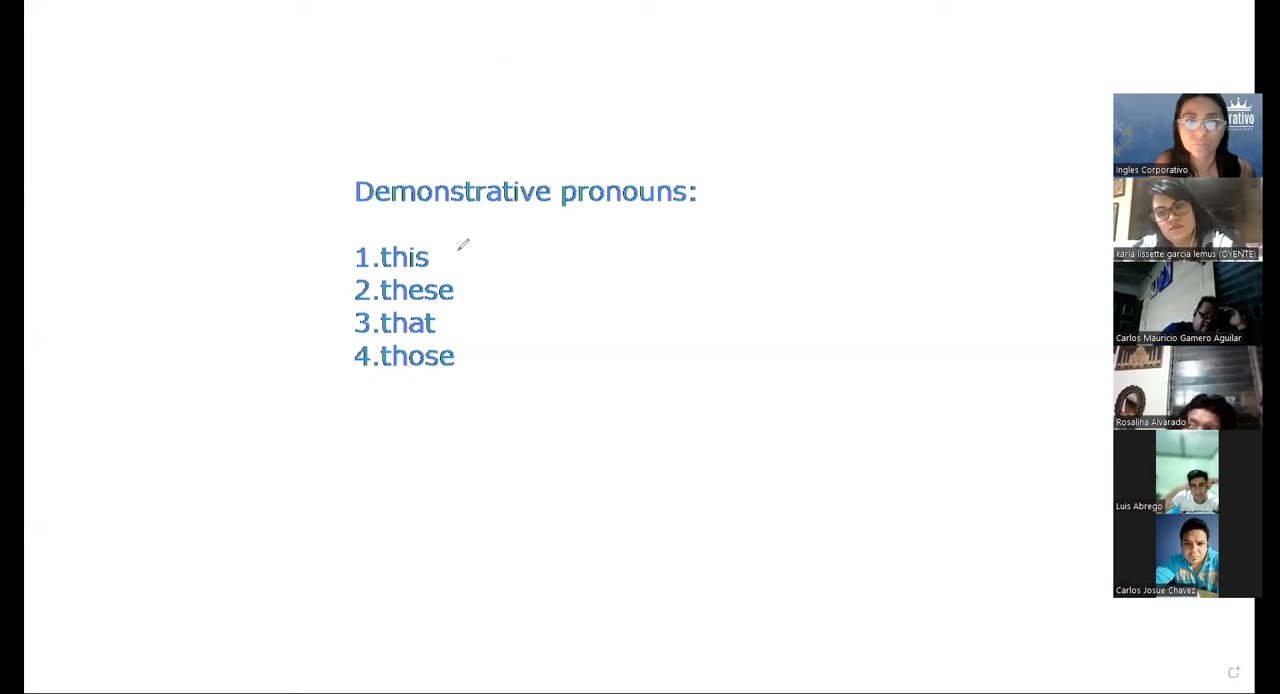 Demonstrative pronouns:
1.this
2.these
3.that
4.those
rativo
Ingles Corporativo
karla lissette garcia lemus (OYENTE)
Carlos Mauricio Gamero Aguilar
Rosalina Alvarado
Luis Abrego
Carlos Josue Chavez